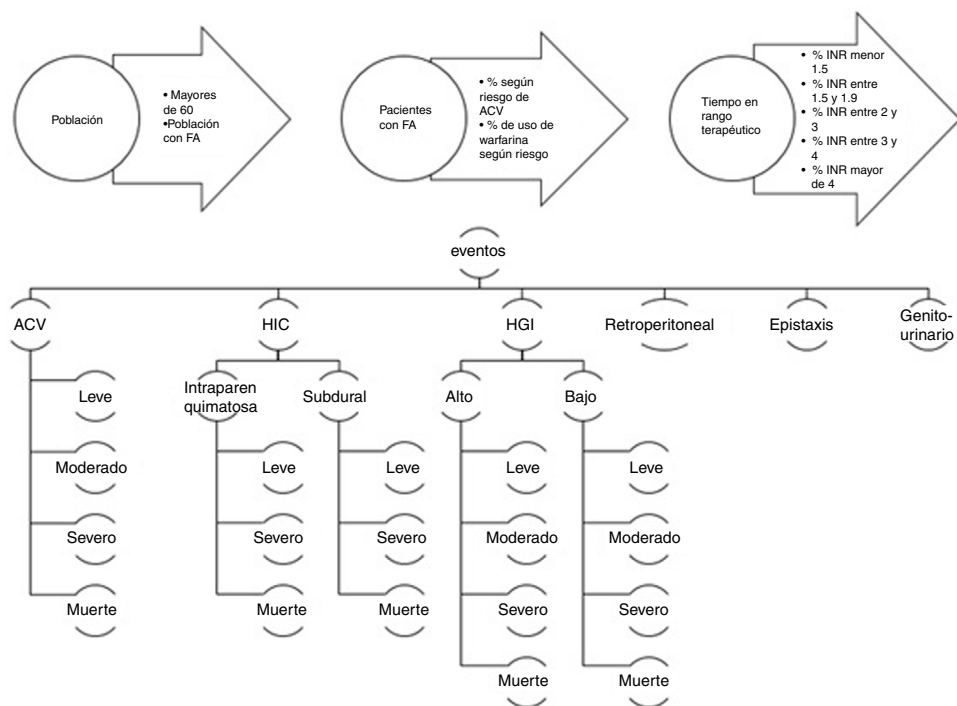 Población
• Mayores
de 60
•Población
con FA
Pacientes
con FA
• % según
riesgo de
ACV
• % de uso de
warfarina
según riesgo
Tiempo en
rango
terapéutico
• % INR menor
1.5
• % INR entre
1.5 y 1.9
• % INR entre 2 y
3
• % INR entre 3 y
4
• % INR mayor
de 4
eventos
ACV
HIC
HGI
Retroperitoneal
Epistaxis
Genito-
urinario
Leve
Moderado
Severo
Muerte
Intraparen
quimatosa
Leve
Severo
Muerte
Subdural
Leve
Severo
Muerte
Alto
Leve
Moderado
Severo
Muerte
Bajo
Leve
Moderado
Severo
Muerte